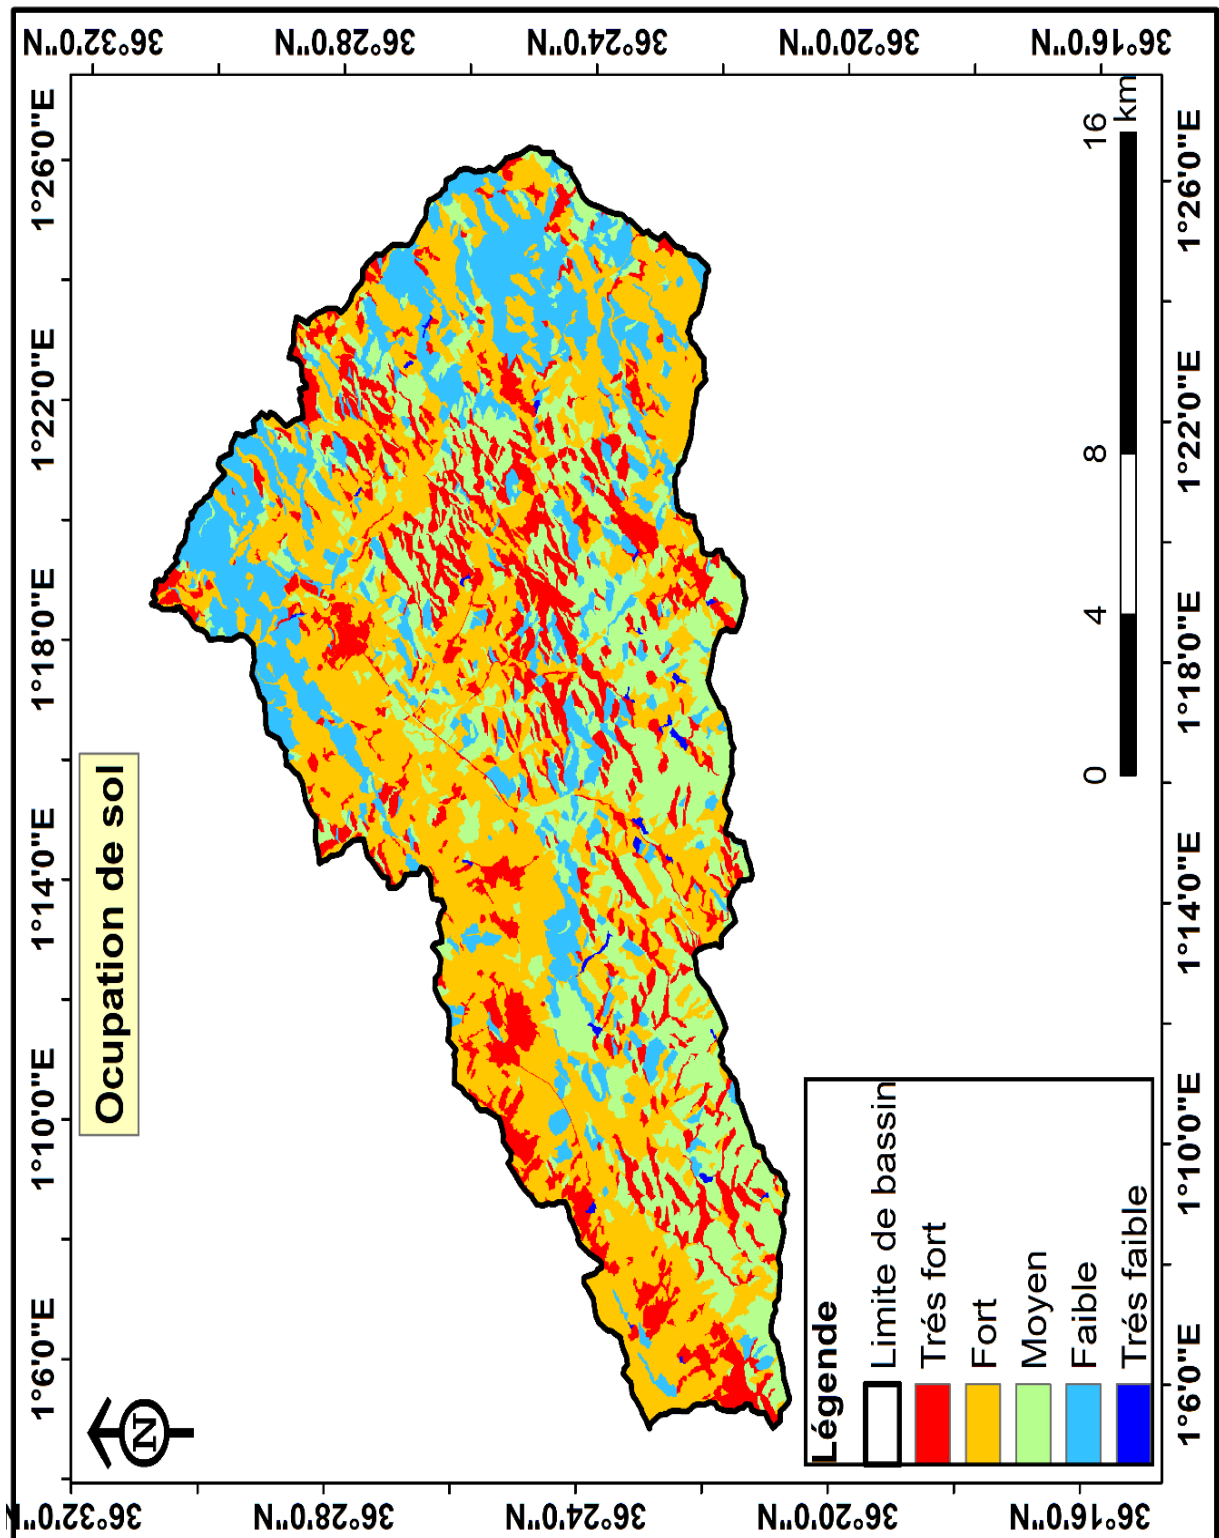 1°6'0"E
1°10'0"E
1°14'0"E
1°18'0"E
1°22'0"E
1°26'0"E
36°32'0"N
36°32'0"N
Ocupation de sol
N
36°28'0"N
36°28'0"N
36°24'0"N
36°24'0"N
36°20'0"N
36°20'0"N
Légende
Limite de bassin
Trés fort
Fort
Moyen
Faible
Trés faible
0
4
8
16
km
36°16'0"N
36°16'0"N
1°6'0"E
1°10'0"E
1°14'0"E
1°18'0"E
1°22'0"E
1°26'0"E